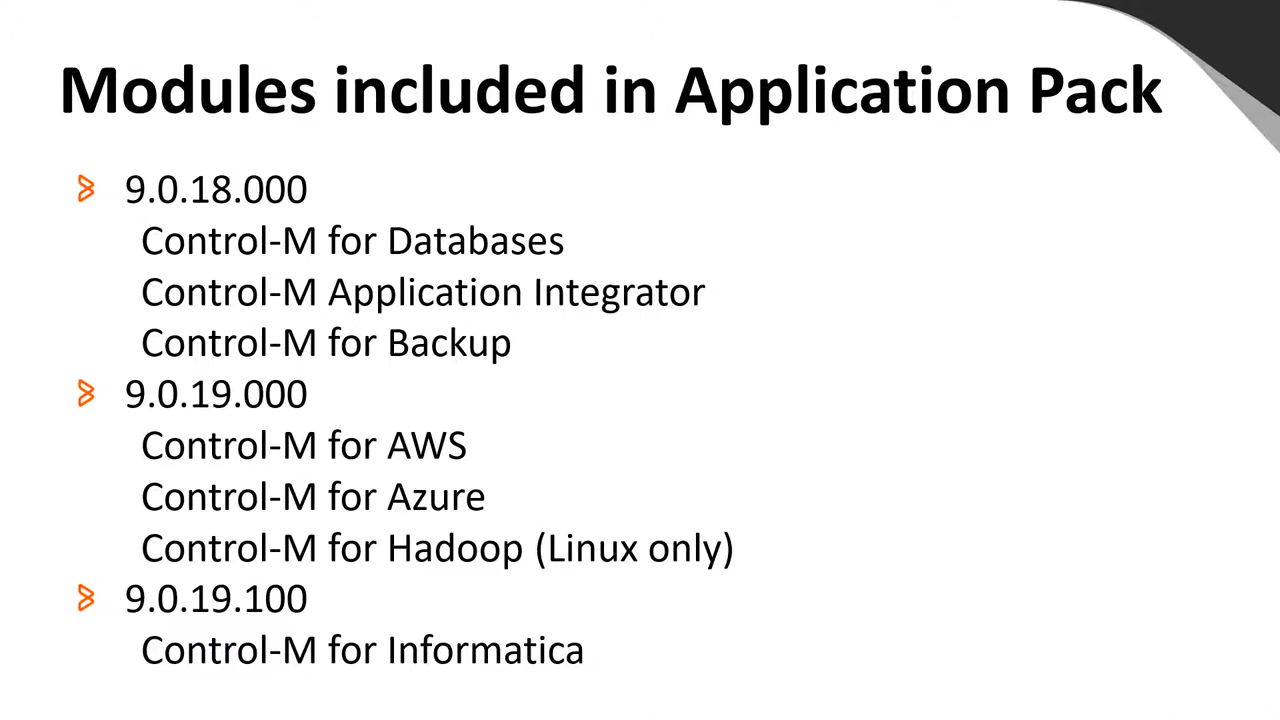 Modules included in Application Pack
9.0.18.000
Control-M for Databases
Control-M Application Integrator
Control-M for Backup
9.0.19.000
Control-M for AWS
Control-M for Azure
Control-M for Hadoop (Linux only)
9.0.19.100
Control-M for Informatica